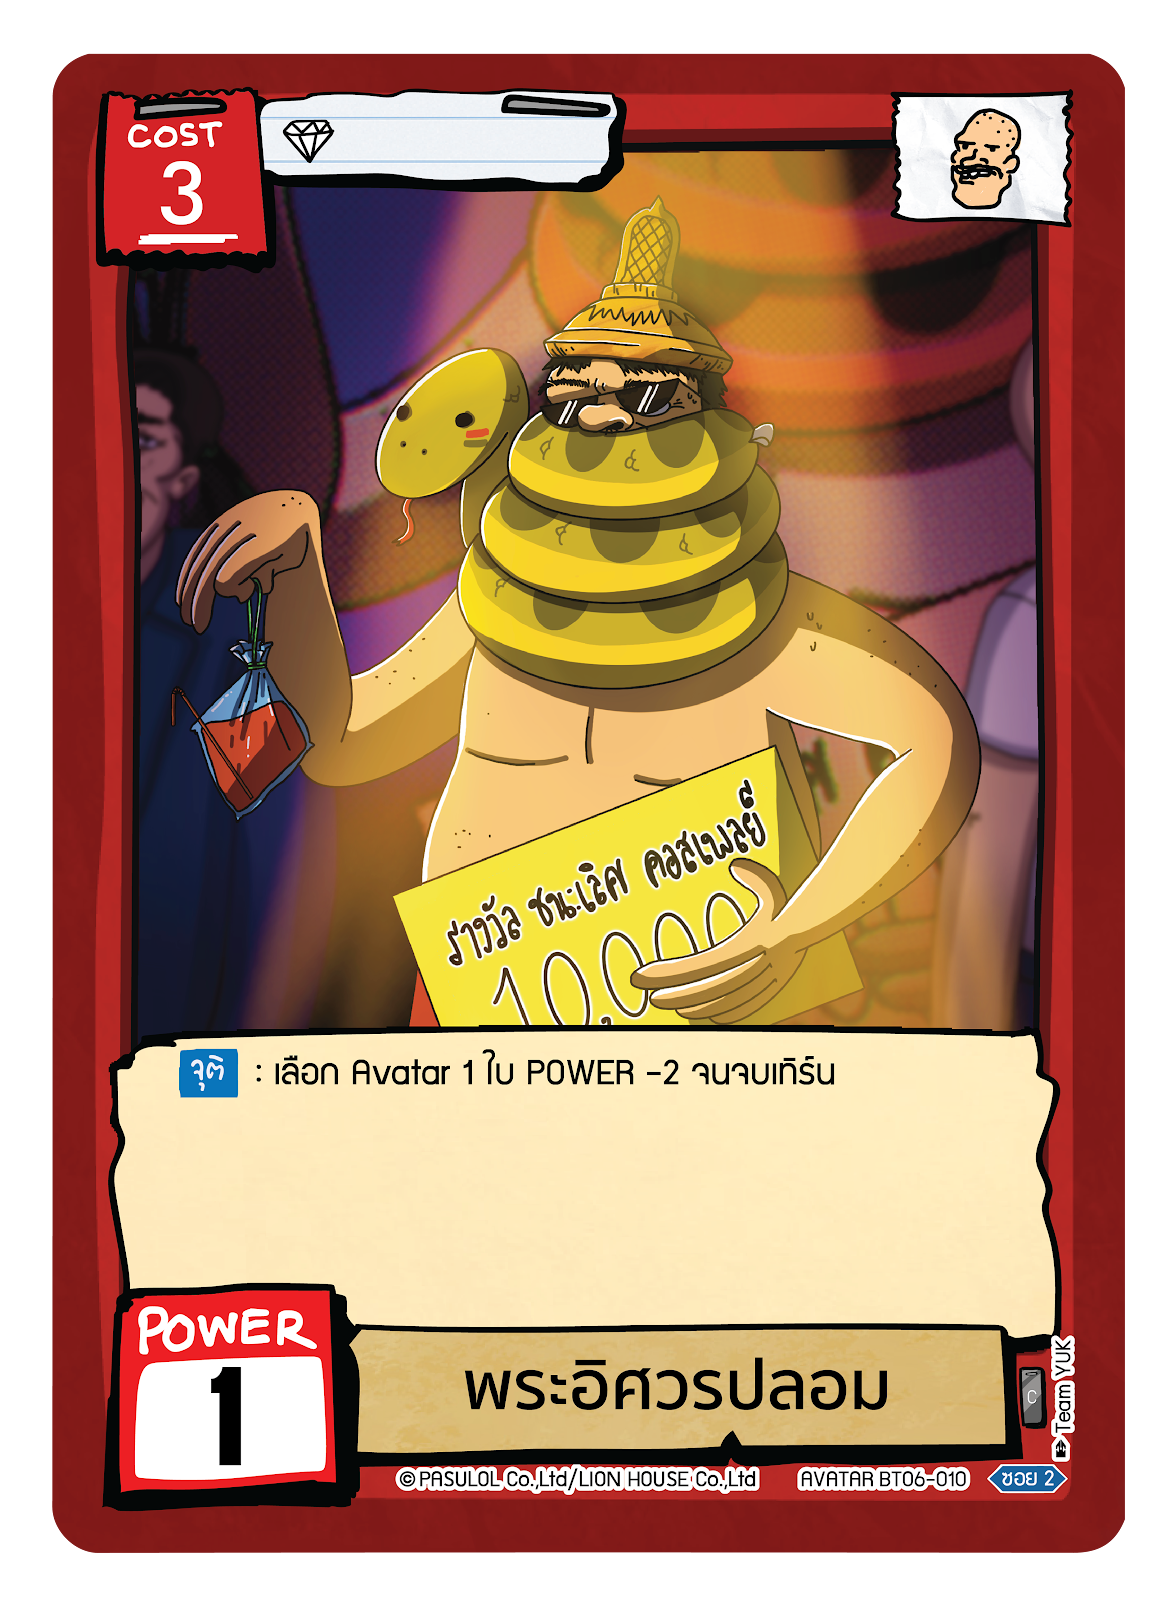 COST
3
รางวัล ชนะเลิศ คอสเพลย์
10,000
จุติ : เลือก Avatar 1 ใบ POWER -2 จนจบเทิร์น
POWER
1
พระอิศวรปลอม
C
Team YUK
© PASULOL Co.,Ltd/LION HOUSE Co.,Ltd AVATAR BT06-010 ซอย 2